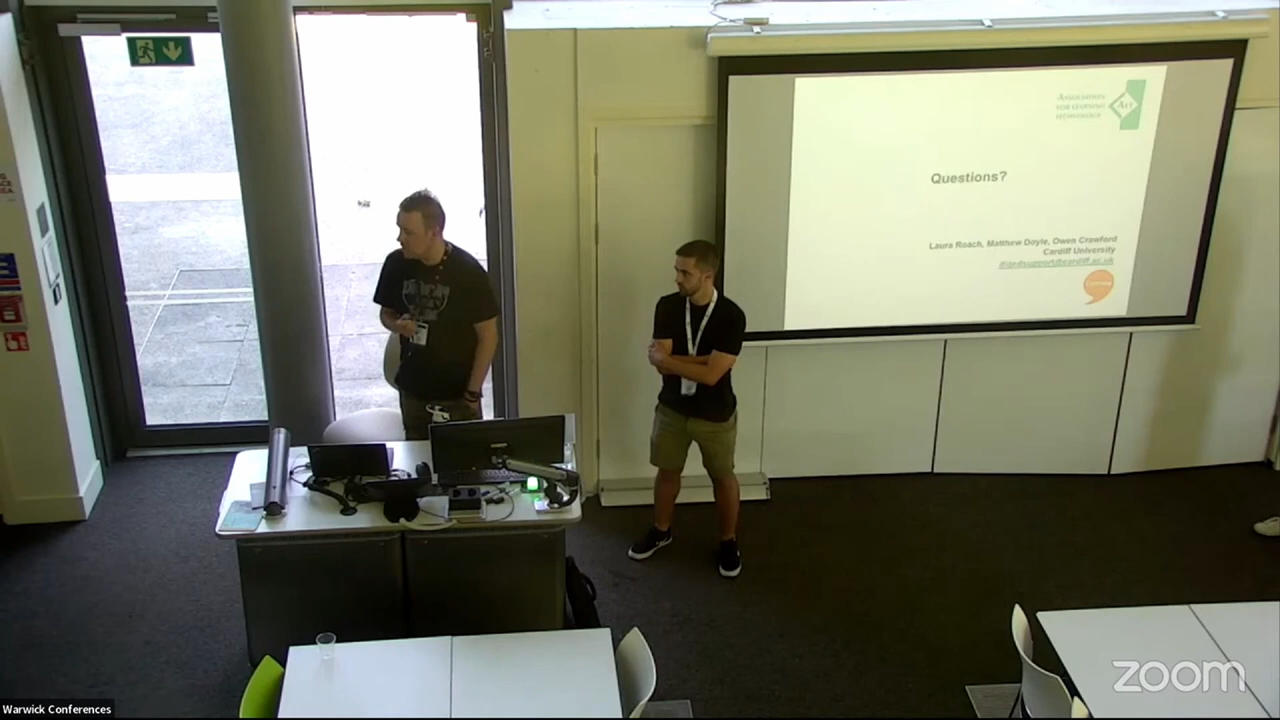 ASSOCIATION
FOR LEARNING
TECHNOLOGY
ALT
Questions?
Laura Roach, Matthew Doyle, Owen Crawford
Cardiff University
zoom
Warwick Conferences